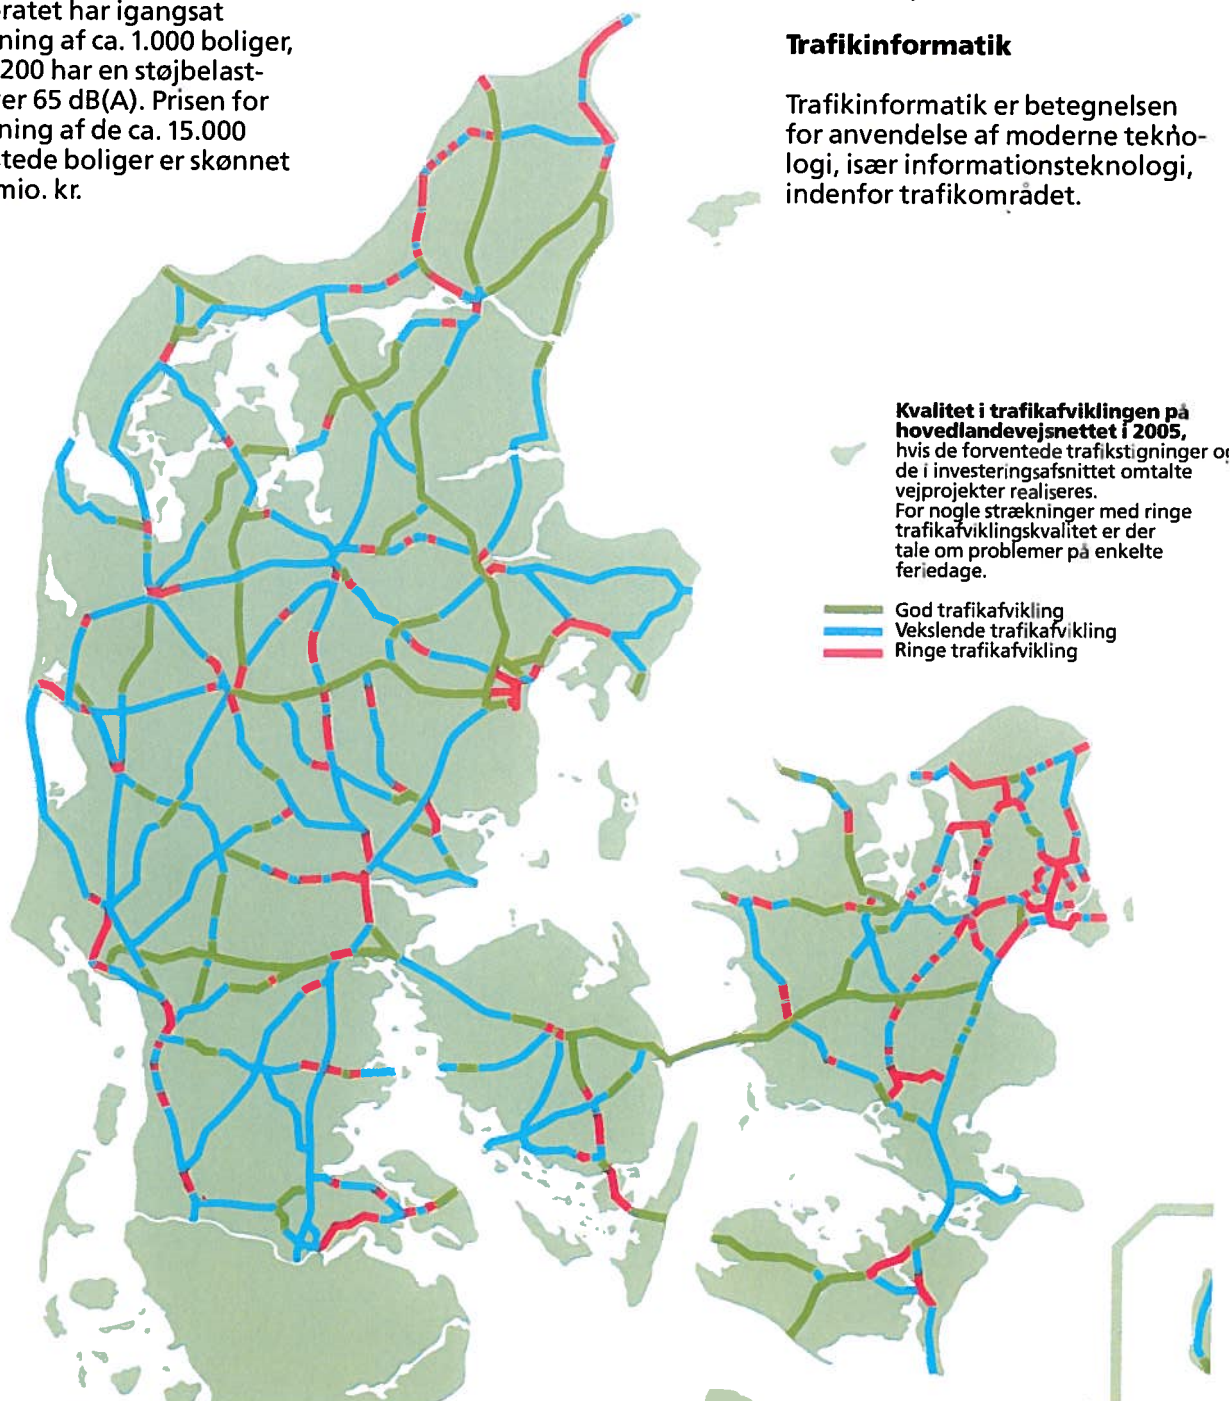 ratet har igangsat
ning af ca. 1.000 boliger,
200 har en støjbelast-
er 65 dB(A). Prisen for
ning af de ca. 15.000
tede boliger er skønnet
mio. kr.
Trafikinformatik
Trafikinformatik er betegnelsen
for anvendelse af moderne tekno-
logi, især informationsteknologi,
indenfor trafikområdet.
Kvalitet i trafikafviklingen på
hovedlandevejsnettet i 2005,
hvis de forventede trafikstigninger og
de i investeringsafsnittet omtalte
vejprojekter realiseres.
For nogle strækninger med ringe
trafikafviklingskvalitet er der
tale om problemer på enkelte
feriedage.
God trafikafvikling
Vekslende trafikafvikling
Ringe trafikafvikling